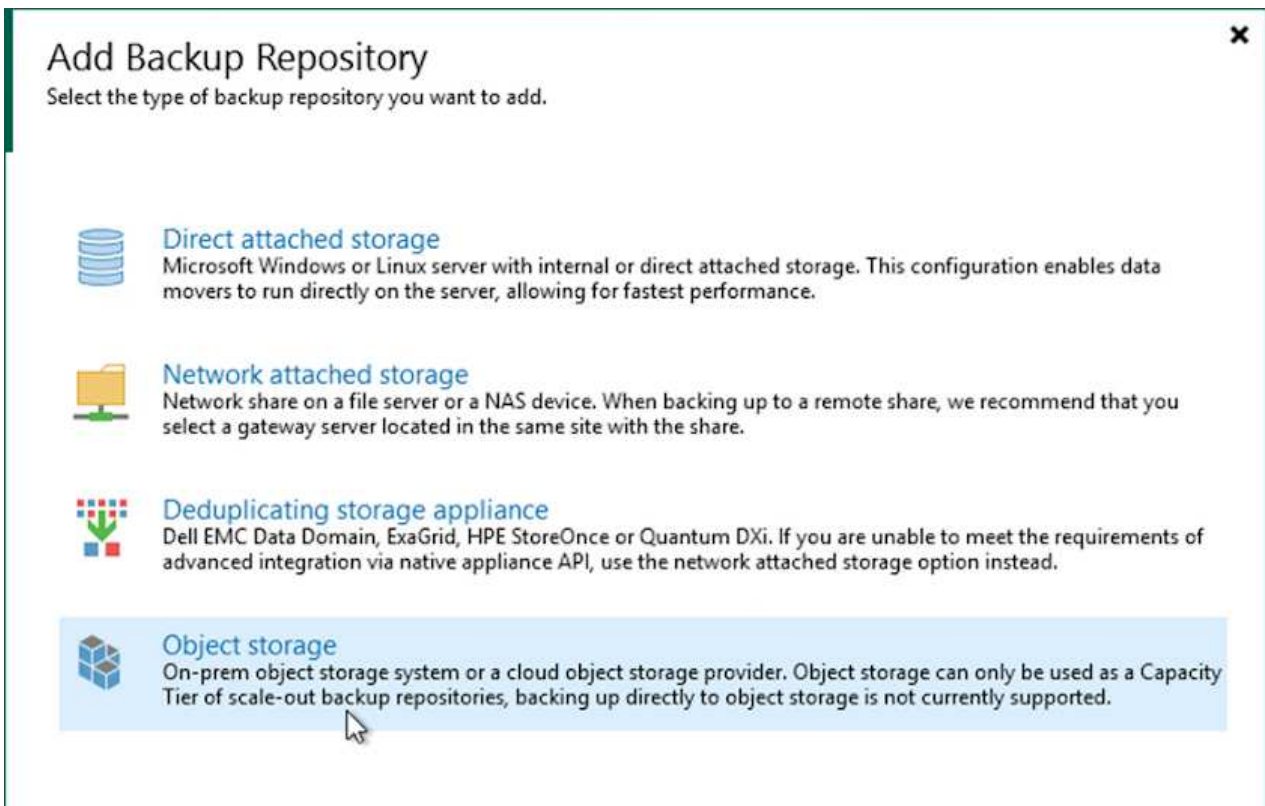 Add Backup Repository
Select the type of backup repository you want to add.
Direct attached storage
Microsoft Windows or Linux server with internal or direct attached storage. This configuration enables data
movers to run directly on the server, allowing for fastest performance.
Network attached storage
Network share on a file server or a NAS device. When backing up to a remote share, we recommend that you
select a gateway server located in the same site with the share.
Deduplicating storage appliance
Dell EMC Data Domain, ExaGrid, HPE StoreOnce or Quantum DXi. If you are unable to meet the requirements of
advanced integration via native appliance API, use the network attached storage option instead.
Object storage
On-prem object storage system or a cloud object storage provider. Object storage can only be used as a Capacity
Tier of scale-out backup repositories, backing up directly to object storage is not currently supported.